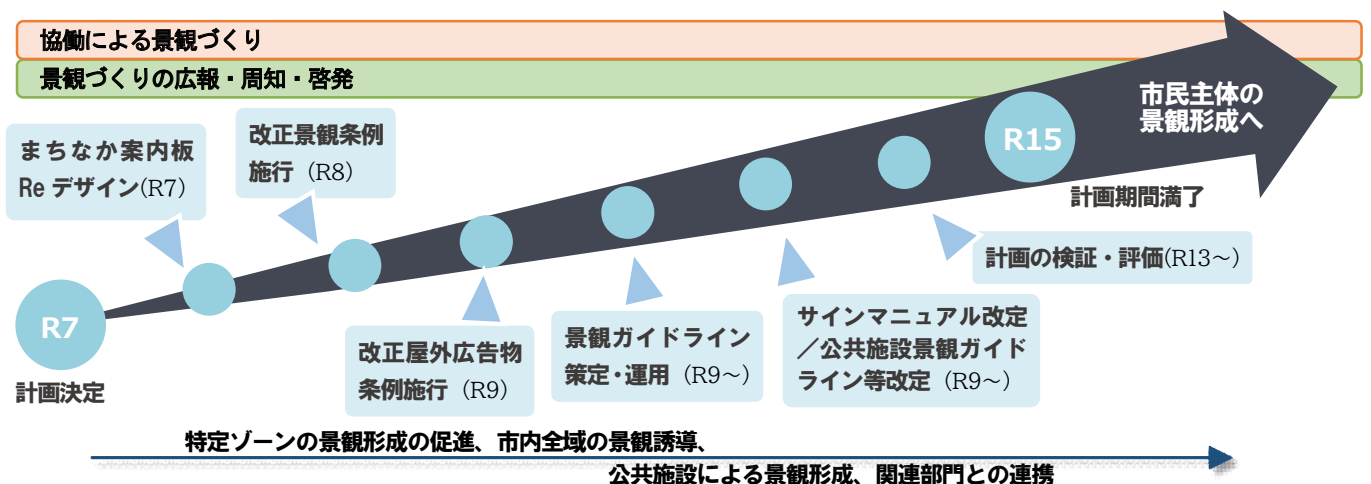 協働による景観づくり
景観づくりの広報・周知・啓発
市民主体の
景観形成へ
まちなか案内板
Re デザイン(R7)
改正景観条例
施行（R8）
R15
計画期間満了
計画の検証・評価(R13～)
R7
計画決定
改正屋外広告物
条例施行（R9）
景観ガイドライン
策定・運用（R9～）
サインマニュアル改定
／公共施設景観ガイド
ライン等改定（R9～）
特定ゾーンの景観形成の促進、市内全域の景観誘導、
公共施設による景観形成、関連部門との連携